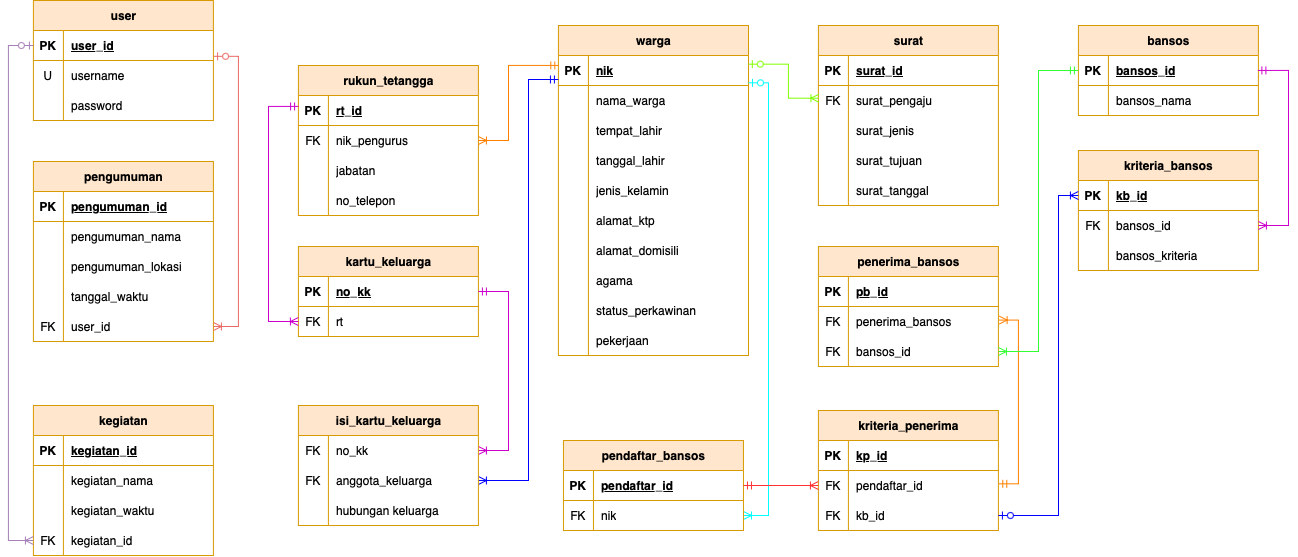 user
PK user_id
U username
password
pengumuman
PK pengumuman_id
pengumuman_nama
pengumuman_lokasi
tanggal_waktu
FK user_id
kegiatan
PK kegiatan_id
kegiatan_nama
kegiatan_waktu
FK kegiatan_id
rukun_tetangga
PK rt_id
FK nik_pengurus
jabatan
no_telepon
kartu_keluarga
PK no_kk
FK rt
isi_kartu_keluarga
FK no_kk
FK anggota_keluarga
hubungan keluarga
warga
PK nik
nama_warga
tempat_lahir
tanggal_lahir
jenis_kelamin
alamat_ktp
alamat_domisili
agama
status_perkawinan
pekerjaan
pendaftar_bansos
PK pendaftar_id
FK nik
surat
PK surat_id
FK surat_pengaju
surat_jenis
surat_tujuan
surat_tanggal
penerima_bansos
PK pb_id
FK penerima_bansos
FK bansos_id
kriteria_penerima
PK kp_id
FK pendaftar_id
FK kb_id
bansos
PK bansos_id
bansos_nama
kriteria_bansos
PK kb_id
FK bansos_id
bansos_kriteria